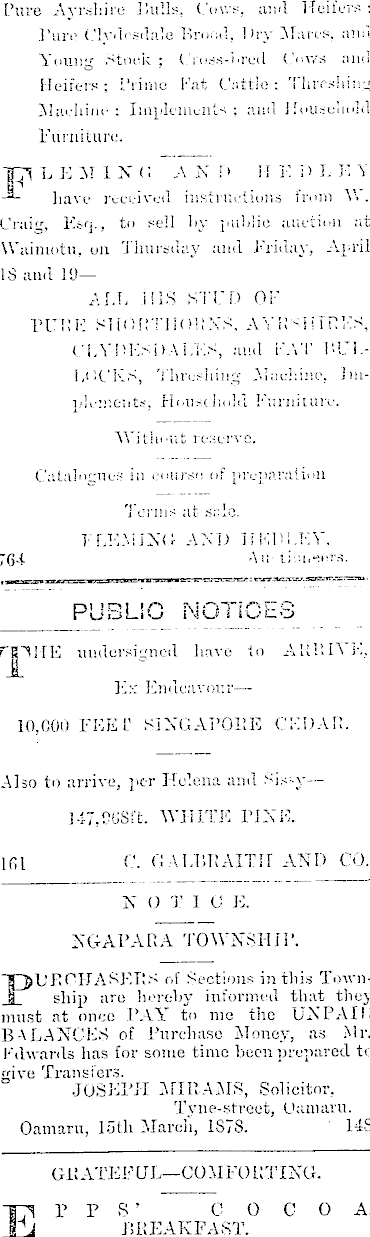 Pure Ayrshire Bulls, Cows, and Heifers;
Pure Clydesdale Brood, Dry Mares, and
Young Stock; Cross-bred Cows and
Heifers; Prime Fat Cattle; Threshing
Machine; Implements; and Household
Furniture.
FLEMING AND HEDLEY
have received instructions from W.
Craig, Esq., to sell by public auction at
Waimotu, on Thursday and Friday, April
18 and 19—
ALL HIS STUD OF
PURE SHORTHORNS, AYRSHIRES,
CLYDESDALES, and FAT BUL-
LOCKS, Threshing Machine, Im-
plements, Household Furniture.
Without reserve.
Catalogues in course of preparation
Terms at sale.
FLEMING AND HEDLEY,
764 Auctioneers.
PUBLIC NOTICES
THE undersigned have to ARRIVE,
Ex Endeavour—
10,000 FEET SINGAPORE CEDAR.
Also to arrive, per Helena and Sissy—
147,968ft. WHITE PINE.
161 C. GALBRAITH AND CO.
NOTICE.
NGAPARA TOWNSHIP.
PURCHASERS of Sections in this Town-
ship are hereby informed that they
must at once PAY to me the UNPAID
BALANCES of Purchase Money, as Mr.
Edwards has for some time been prepared to
give Transfers.
JOSEPH MIRAMS, Solicitor,
Tyne-street, Oamaru.
Oamaru, 15th March, 1878. 148
GRATEFUL—COMFORTING.
EPPS' COCOA
BREAKFAST.